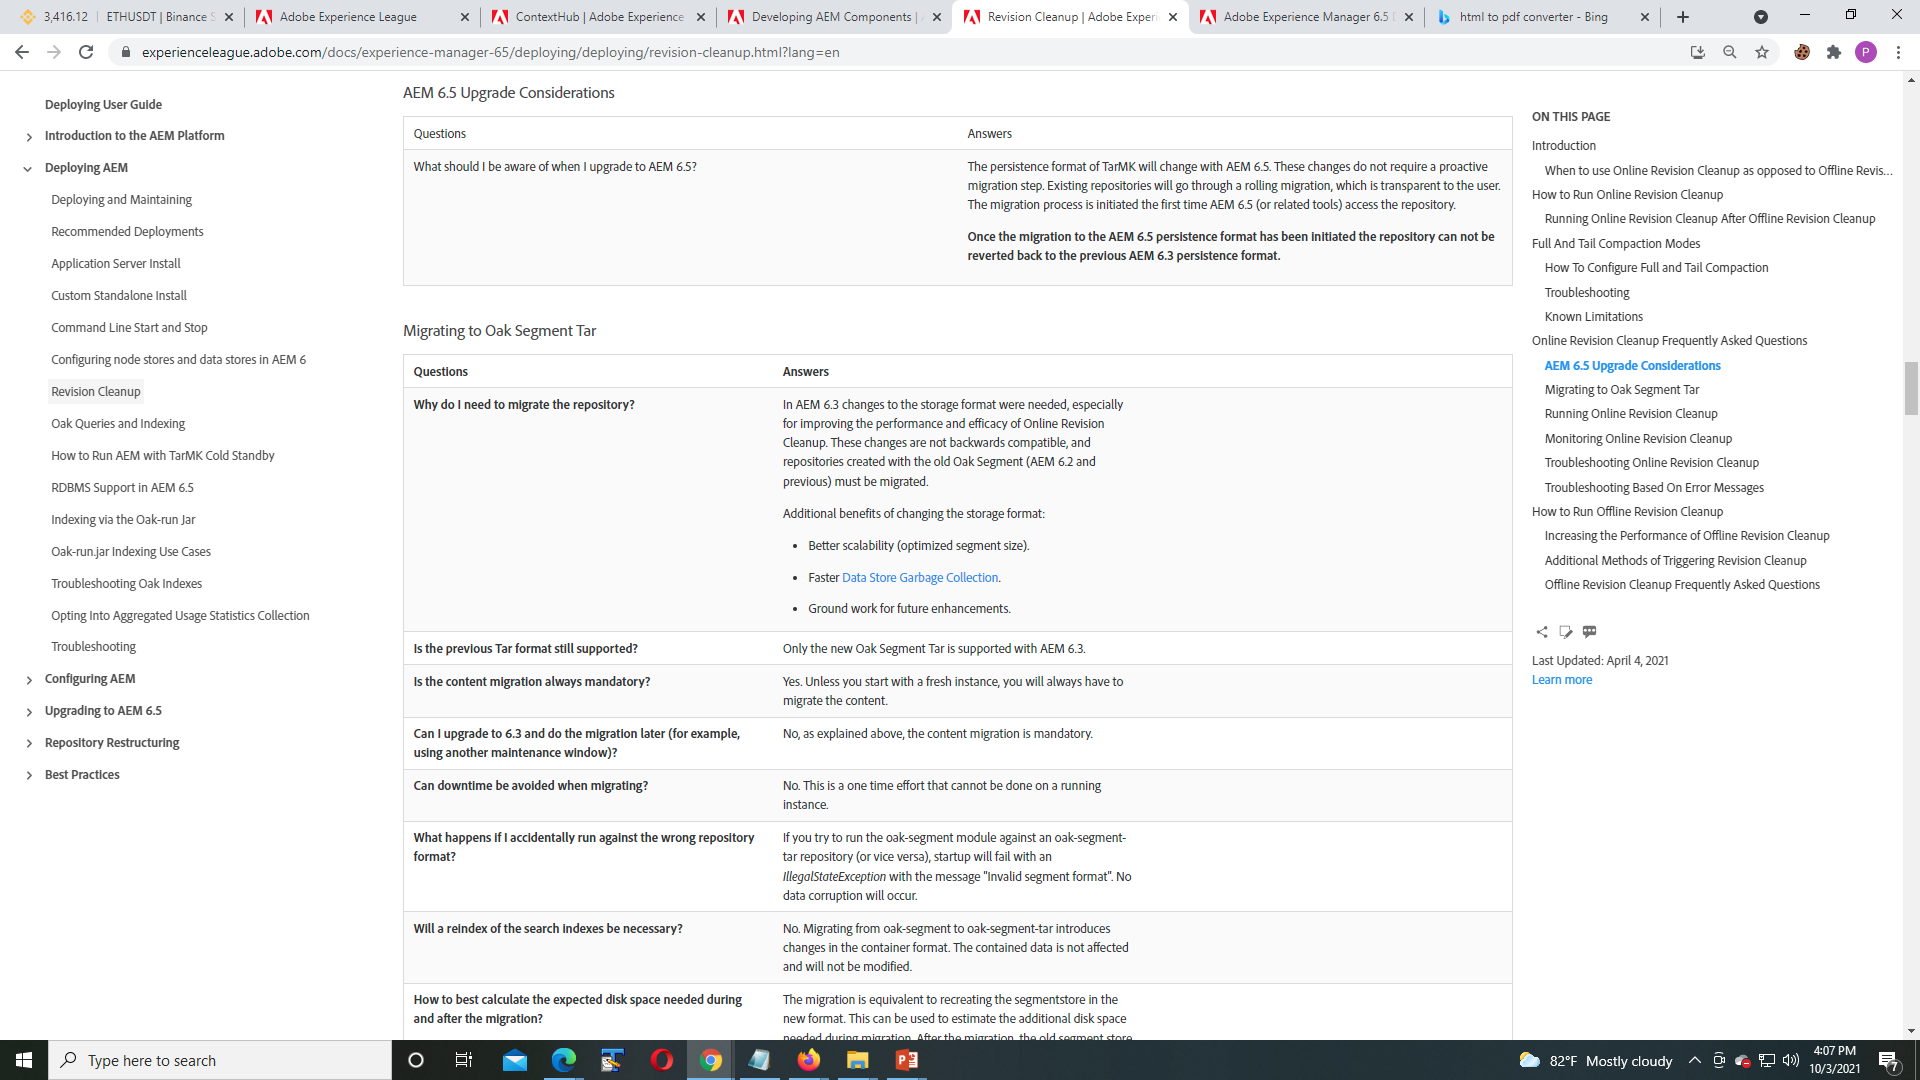 3,416.12 ETHUSDT | Binance S
Adobe Experience League
ContextHub | Adobe Experience
Developing AEM Components |
Revision Cleanup | Adobe Experi
Adobe Experience Manager 6.5 D
html to pdf converter - Bing
experienceleague.adobe.com/docs/experience-manager-65/deploying/deploying/revision-cleanup.html?lang=en
P
Deploying User Guide
Introduction to the AEM Platform
Deploying AEM
Deploying and Maintaining
Recommended Deployments
Application Server Install
Custom Standalone Install
Command Line Start and Stop
Configuring node stores and data stores in AEM 6
Revision Cleanup
Oak Queries and Indexing
How to Run AEM with TarMK Cold Standby
RDBMS Support in AEM 6.5
Indexing via the Oak-run Jar
Oak-run.jar Indexing Use Cases
Troubleshooting Oak Indexes
Opting Into Aggregated Usage Statistics Collection
Troubleshooting
Configuring AEM
Upgrading to AEM 6.5
Repository Restructuring
Best Practices
AEM 6.5 Upgrade Considerations
Questions
Answers
What should I be aware of when I upgrade to AEM 6.5?
The persistence format of TarMK will change with AEM 6.5. These changes do not require a proactive
migration step. Existing repositories will go through a rolling migration, which is transparent to the user.
The migration process is initiated the first time AEM 6.5 (or related tools) access the repository.
Once the migration to the AEM 6.5 persistence format has been initiated the repository can not be
reverted back to the previous AEM 6.3 persistence format.
Migrating to Oak Segment Tar
Questions
Answers
Why do I need to migrate the repository?
In AEM 6.3 changes to the storage format were needed, especially
for improving the performance and efficacy of Online Revision
Cleanup. These changes are not backwards compatible, and
repositories created with the old Oak Segment (AEM 6.2 and
previous) must be migrated.
Additional benefits of changing the storage format:
• Better scalability (optimized segment size).
• Faster Data Store Garbage Collection.
• Ground work for future enhancements.
Is the previous Tar format still supported?
Only the new Oak Segment Tar is supported with AEM 6.3.
Is the content migration always mandatory?
Yes. Unless you start with a fresh instance, you will always have to
migrate the content.
Can I upgrade to 6.3 and do the migration later (for example,
using another maintenance window)?
No, as explained above, the content migration is mandatory.
Can downtime be avoided when migrating?
No. This is a one time effort that cannot be done on a running
instance.
What happens if I accidentally run against the wrong repository
format?
If you try to run the oak-segment module against an oak-segment-
tar repository (or vice versa), startup will fail with an
IllegalStateException with the message "Invalid segment format". No
data corruption will occur.
Will a reindex of the search indexes be necessary?
No. Migrating from oak-segment to oak-segment-tar introduces
changes in the container format. The contained data is not affected
and will not be modified.
How to best calculate the expected disk space needed during
and after the migration?
The migration is equivalent to recreating the segmentstore in the
new format. This can be used to estimate the additional disk space
needed during migration. After the migration, the old segment store
ON THIS PAGE
Introduction
When to use Online Revision Cleanup as opposed to Offline Revis...
How to Run Online Revision Cleanup
Running Online Revision Cleanup After Offline Revision Cleanup
Full And Tail Compaction Modes
How To Configure Full and Tail Compaction
Troubleshooting
Known Limitations
Online Revision Cleanup Frequently Asked Questions
AEM 6.5 Upgrade Considerations
Migrating to Oak Segment Tar
Running Online Revision Cleanup
Monitoring Online Revision Cleanup
Troubleshooting Online Revision Cleanup
Troubleshooting Based On Error Messages
How to Run Offline Revision Cleanup
Increasing the Performance of Offline Revision Cleanup
Additional Methods of Triggering Revision Cleanup
Offline Revision Cleanup Frequently Asked Questions
Last Updated: April 4, 2021
Learn more
Type here to search
82°F Mostly cloudy
4:07 PM
10/3/2021
7